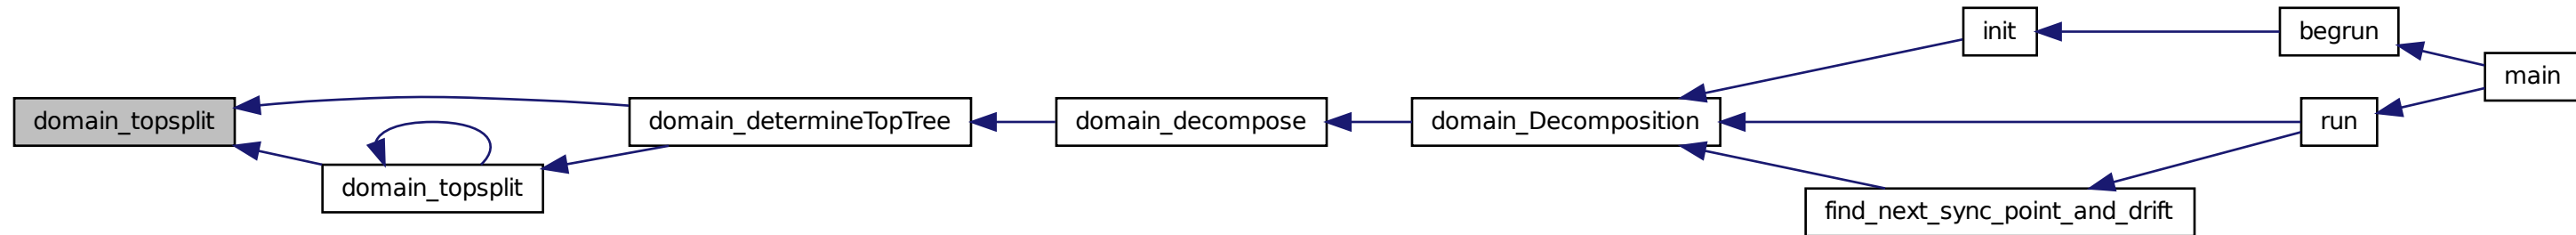 domain_topsplit
domain_topsplit
domain_determineTopTree
domain_decompose
domain_Decomposition
init
begrun
main
run
find_next_sync_point_and_drift